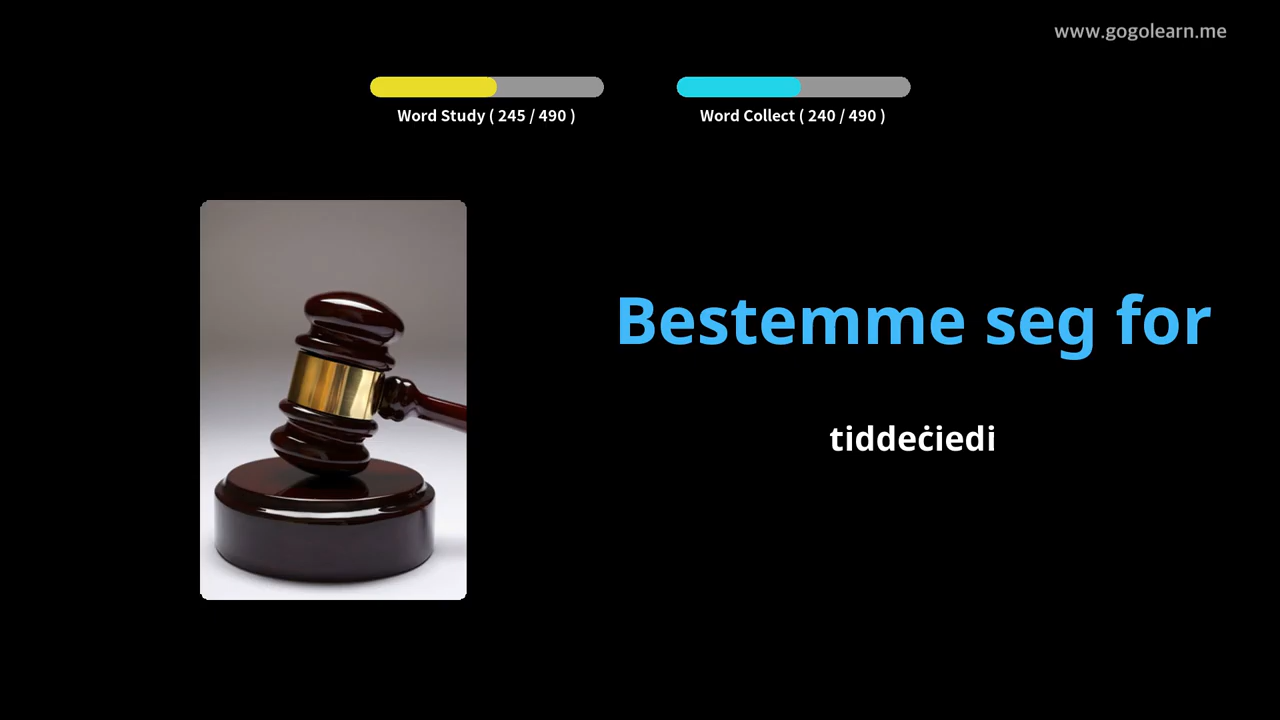 www.gogolearn.me
Word Study ( 245 / 490 )
Word Collect ( 240 / 490 )
Bestemme seg for
tiddeċiedi